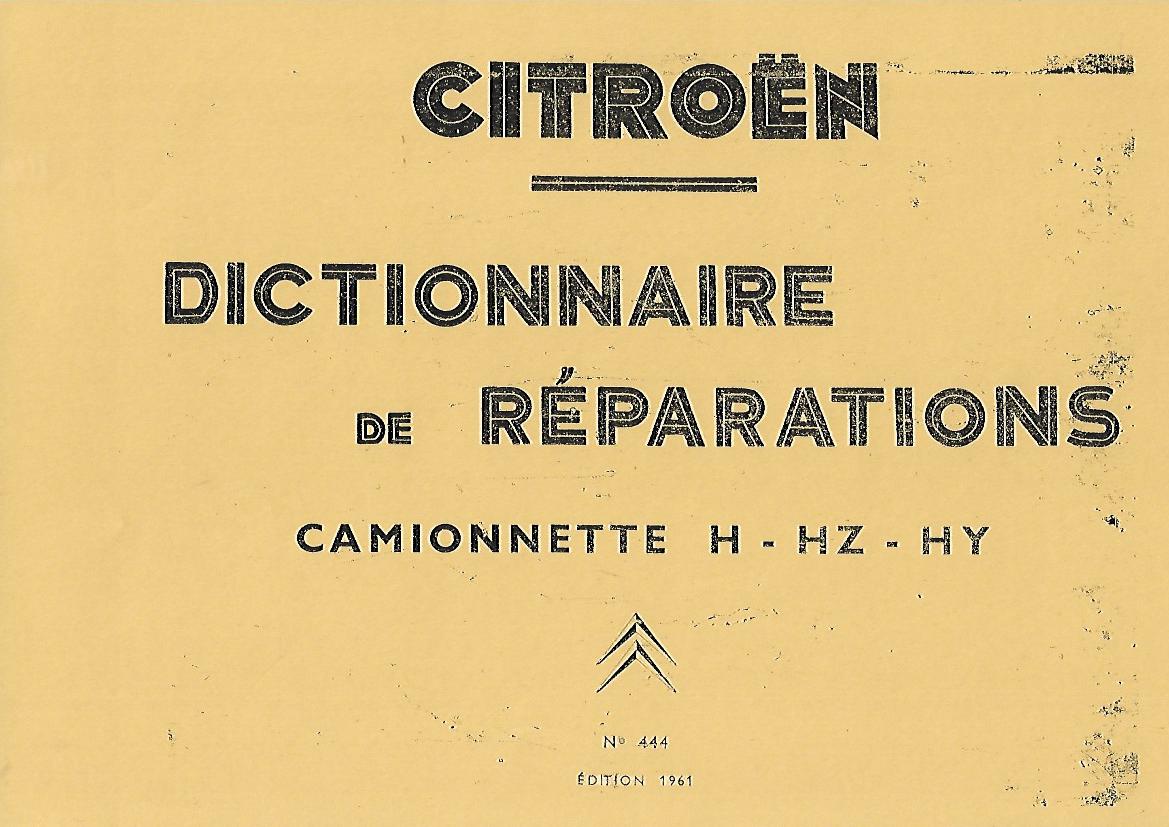 CITROËN
DICTIONNAIRE
DE RÉPARATIONS
CAMIONNETTE H - HZ - HY
N° 444
ÉDITION 1961